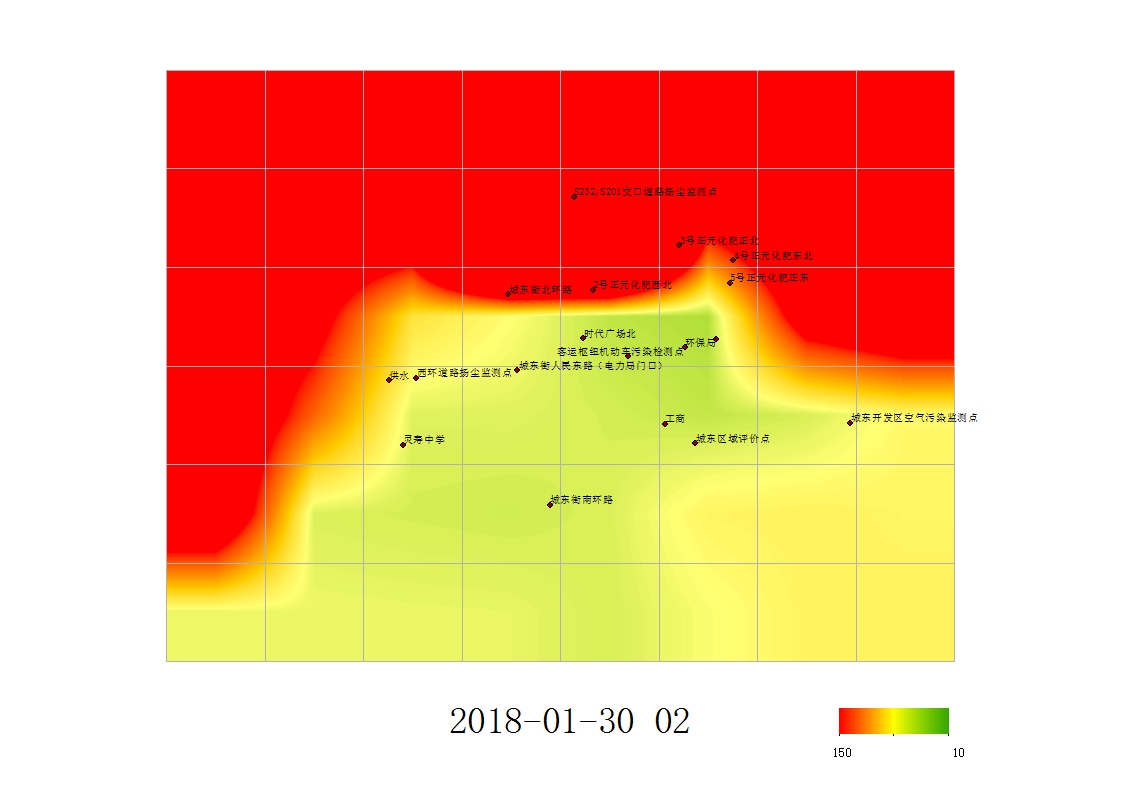 S232,S201交口道路扬尘监测点
3号正元化肥正北
4号正元化肥东北
5号正元化肥正东
2号正元化肥西北
城东街北环路
时代广场北
环保局
客运枢纽机动车污染检测点
城东街人民东路（电力局门口）
西环道路扬尘监测点
供水
城东开发区空气污染监测点
工商
城东区域评价点
灵寿中学
城东街南环路
2018-01-30 02
150
10